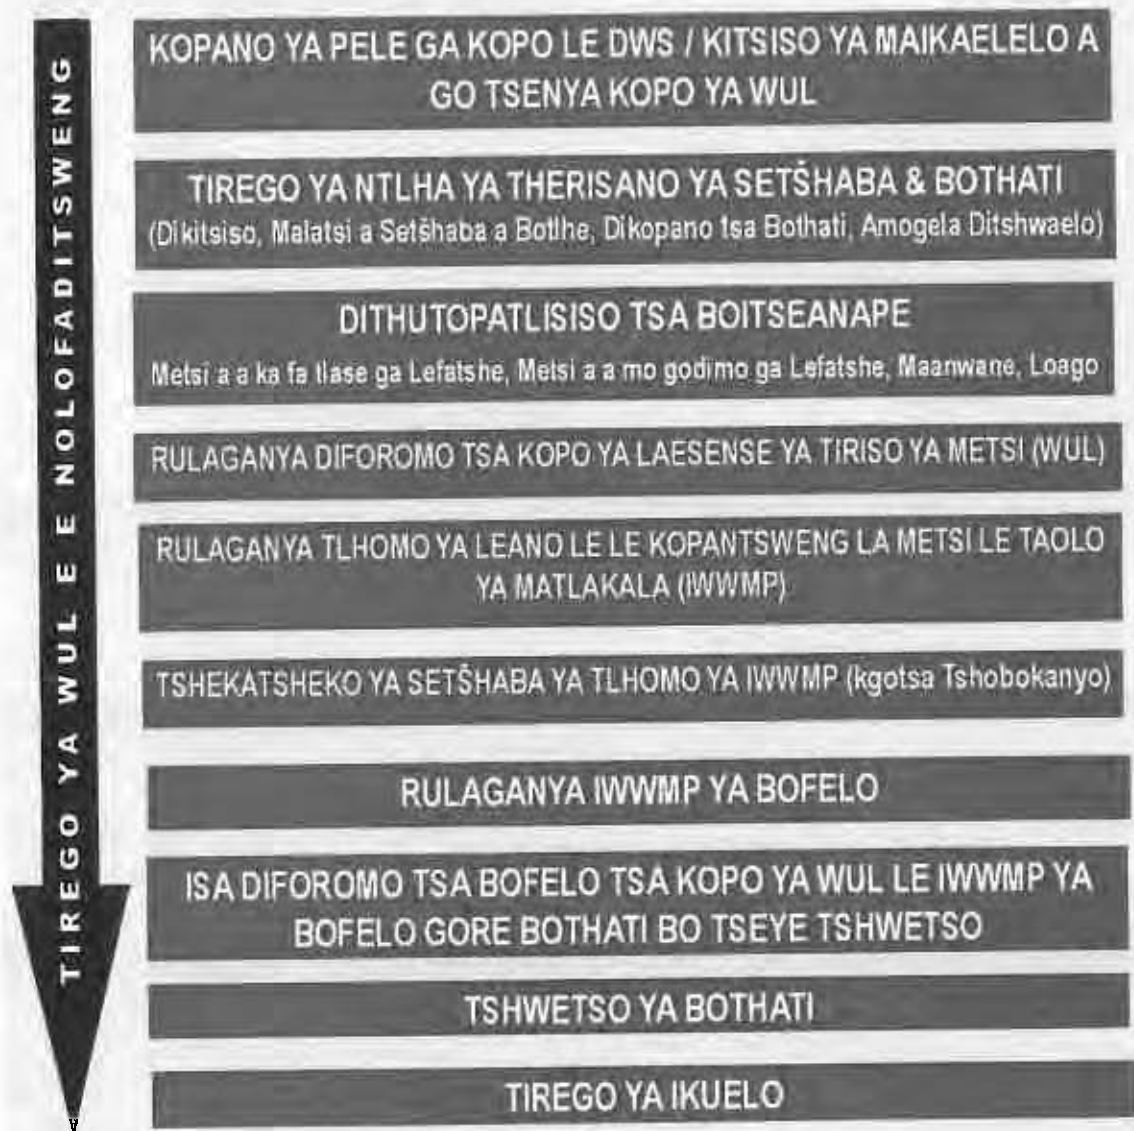 TIREGO YA WUL E E NOLOFADITSWENG
KOPANO YA PELE GA KOPO LE DWS / KITSISO YA MAIKAELELO A
GO TSENYA KOPO YA WUL
TIREGO YA NTLHA YA THERISANO YA SETŠHABA & BOTHATI
(Dikitsiso, Malatsi a Setšhaba a Botlhe, Dikopano tsa Bothati, Amogela Ditshwaelo)
DITHUTOPATLISISO TSA BOITSEANAPE
Metsi a a ka fa tlase ga Lefatshe, Metsi a a mo godimo ga Lefatshe, Maanwane, Loago
RULAGANYA DIFOROMO TSA KOPO YA LAESENSE YA TIRISO YA METSI (WUL)
RULAGANYA TLHOMO YA LEANO LE LE KOPANTSWENG LA METSI LE TAOLO
YA MATLAKALA (IWWMP)
TSHEKATSHEKO YA SETŠHABA YA TLHOMO YA IWWMP (kgotsa Tshobokanyo)
RULAGANYA IWWMP YA BOFELO
ISA DIFOROMO TSA BOFELO TSA KOPO YA WUL LE IWWMP YA
BOFELO GORE BOTHATI BO TSEYE TSHWETSO
TSHWETSO YA BOTHATI
TIREGO YA IKUELO